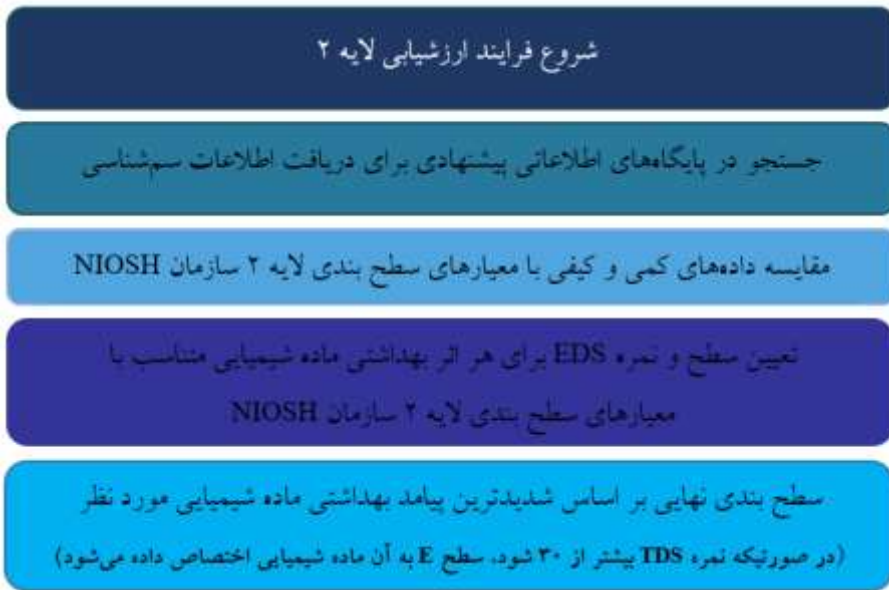 شروع فرایند ارزشیابی لایه ۲
جستجو در پایگاه‌های اطلاعاتی پیشنهادی برای دریافت اطلاعات سم‌شناسی
مقایسه داده‌های کمی و کیفی با معیارهای سطح بندی لایه ۲ سازمان NIOSH
تعیین سطح و نمره EDS برای هر اثر بهداشتی ماده شیمیایی متناسب با
معیارهای سطح بندی لایه ۲ سازمان NIOSH
سطح بندی نهایی بر اساس شدیدترین پیامد بهداشتی ماده شیمیایی مورد نظر
(در صورتیکه نمره TDS بیشتر از ۳۰ شود، سطح E به آن ماده شیمیایی اختصاص داده می‌شود)